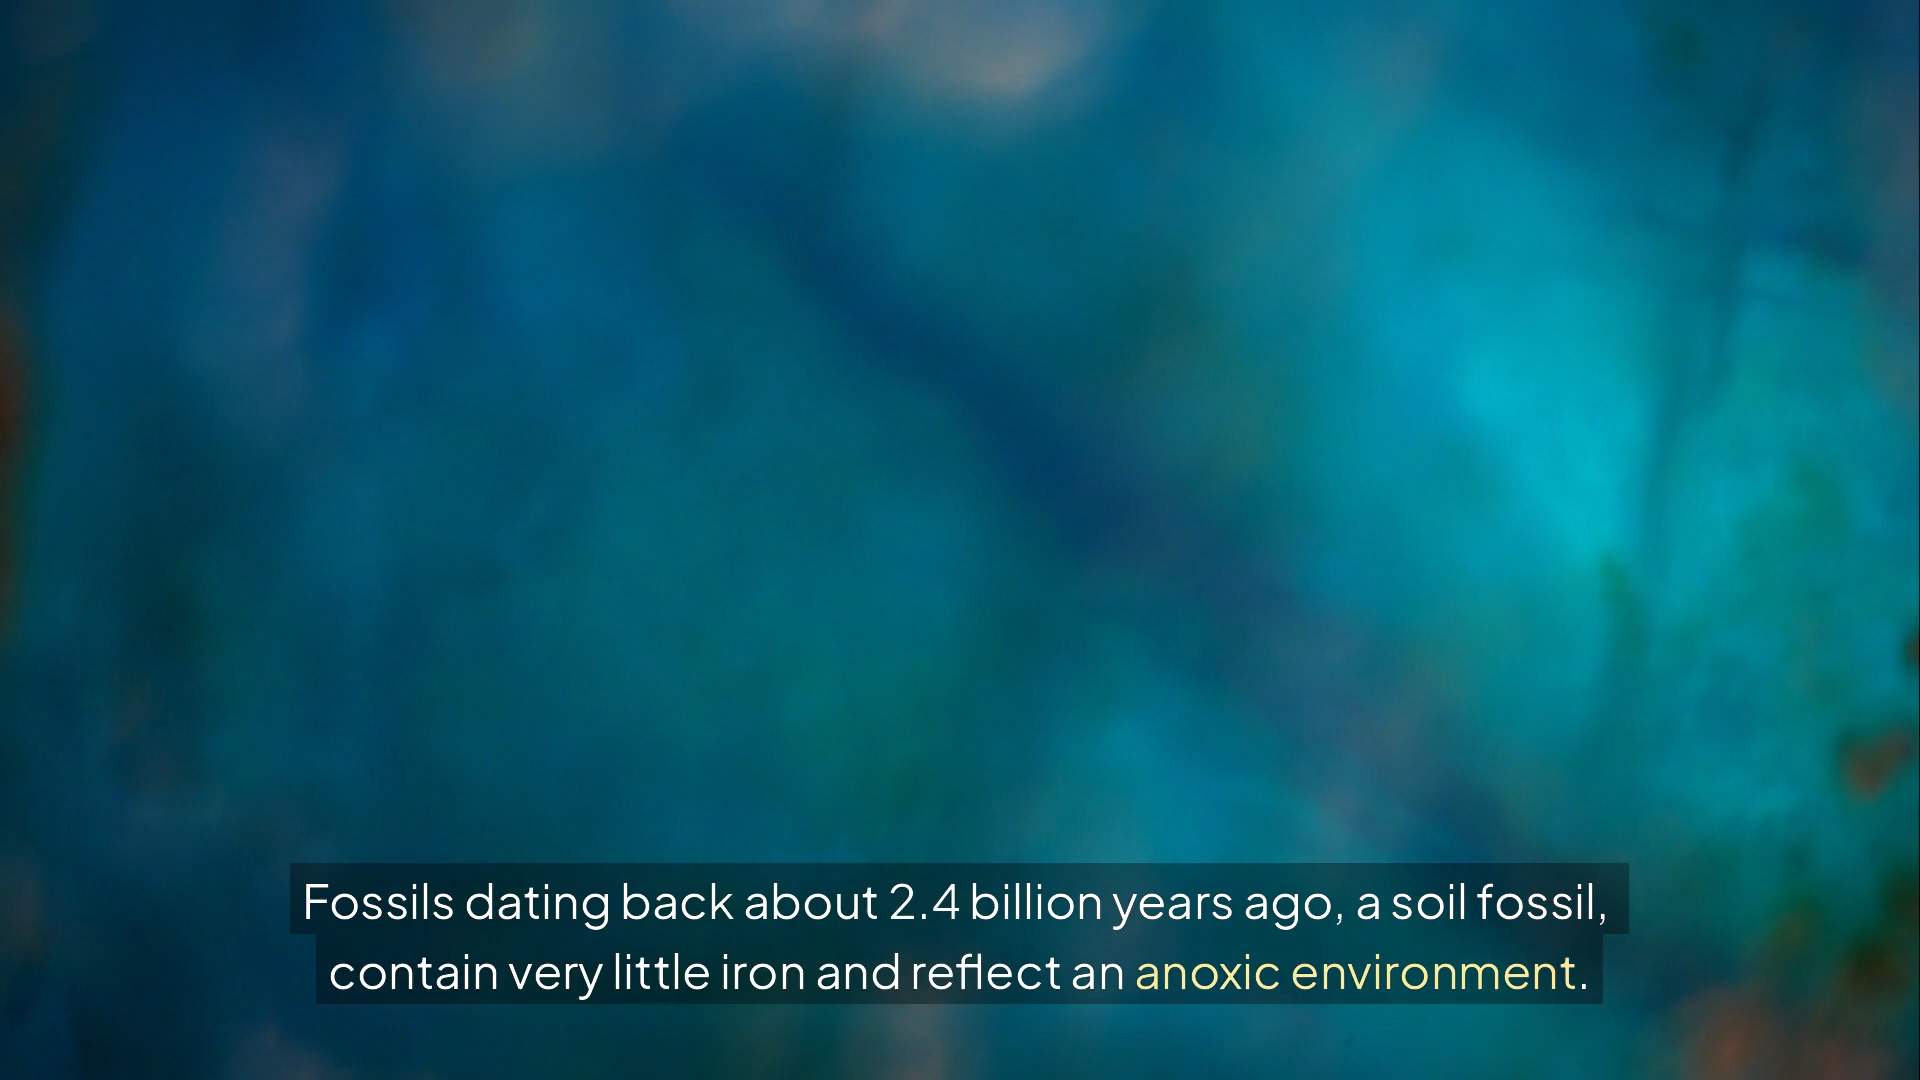 Fossils dating back about 2.4 billion years ago, a soil fossil,
contain very little iron and reflect an anoxic environment.